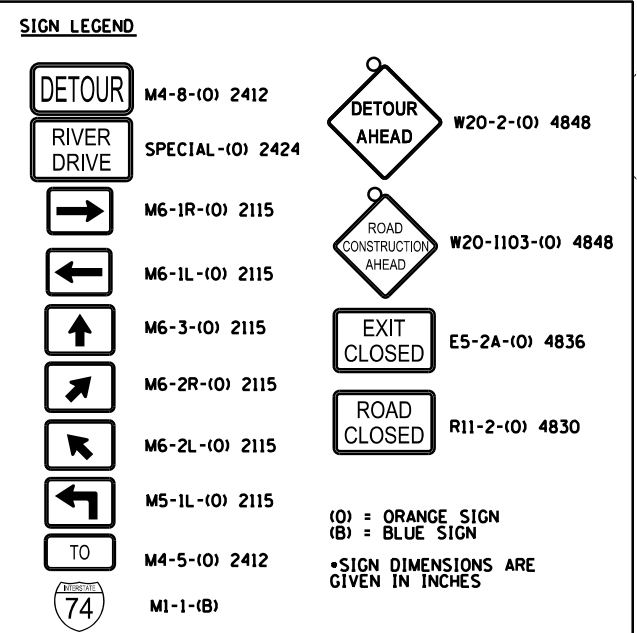 SIGN LEGEND
DETOUR M4-8-(O) 2412
RIVER
DRIVE
SPECIAL-(O) 2424
M6-1R-(O) 2115
M6-1L-(O) 2115
M6-3-(O) 2115
M6-2R-(O) 2115
M6-2L-(O) 2115
M5-1L-(O) 2115
TO M4-5-(O) 2412
INTERSTATE
74 M1-1-(B)
DETOUR
AHEAD
W20-2-(O) 4848
ROAD
CONSTRUCTION
AHEAD
W20-I103-(O) 4848
EXIT
CLOSED
E5-2A-(O) 4836
ROAD
CLOSED
R11-2-(O) 4830
(O) = ORANGE SIGN
(B) = BLUE SIGN
*SIGN DIMENSIONS ARE
GIVEN IN INCHES